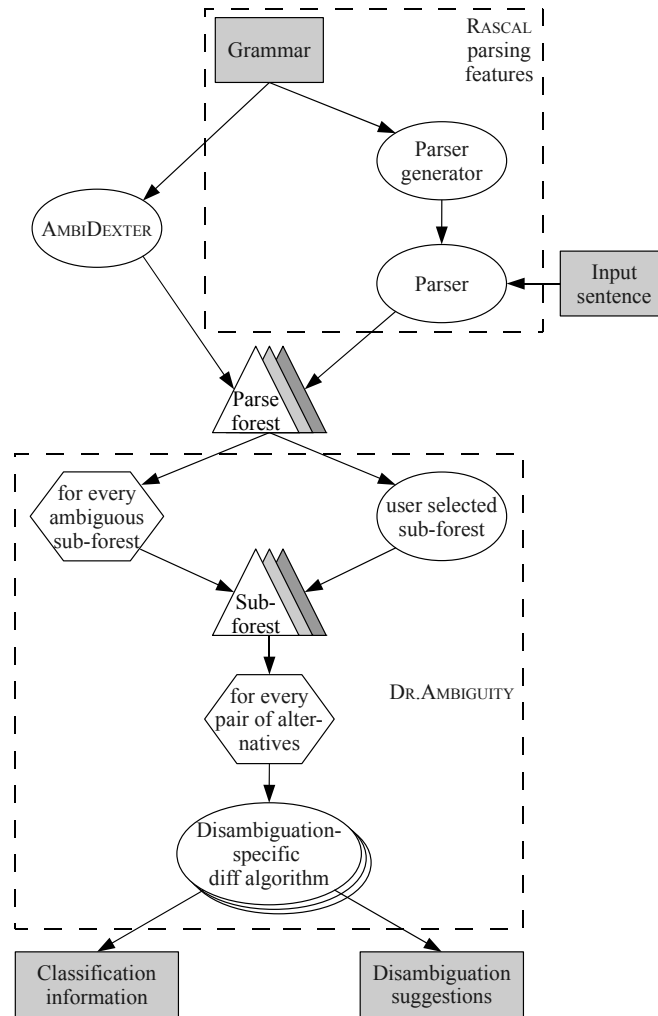 Grammar
RASCAL
parsing
features
Parser
generator
AMBIDEXTER
Parser
Input
sentence
Parse
forest
for every
ambiguous
sub-forest
user selected
sub-forest
Sub-
forest
for every
pair of alter-
natives
DR.AMBIGUITY
Disambiguation-
specific
diff algorithm
Classification
information
Disambiguation
suggestions